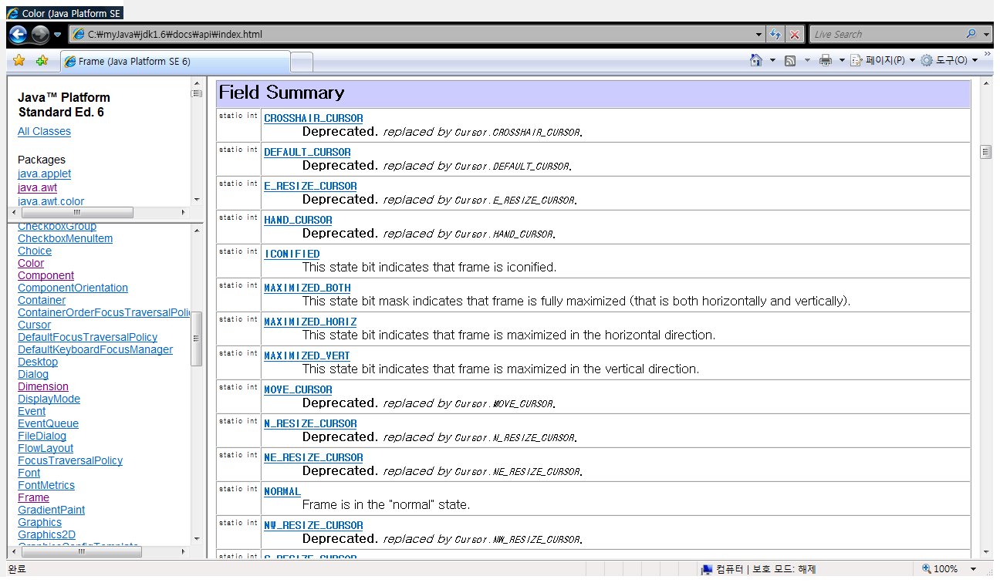 Color (Java Platform SE
C:₩myJava₩jdk1.6₩docs₩api₩index.html
Live Search
Frame (Java Platform SE 6)
페이지(P)
도구(O)
Java™ Platform
Standard Ed. 6
All Classes
Packages
java.applet
java.awt
java.awt.color
CheckboxGroup
CheckboxMenuItem
Choice
Color
Component
ComponentOrientation
Container
ContainerOrderFocusTraversalPoli
Cursor
DefaultFocusTraversalPolicy
DefaultKeyboardFocusManager
Desktop
Dialog
Dimension
DisplayMode
Event
EventQueue
FileDialog
FlowLayout
FocusTraversalPolicy
Font
FontMetrics
Frame
GradientPaint
Graphics
Graphics2D
GraphicsConfigTemplate
Field Summary
static int CROSSHAIR_CURSOR
Deprecated. replaced by Cursor.CROSSHAIR_CURSOR.
static int DEFAULT_CURSOR
Deprecated. replaced by Cursor.DEFAULT_CURSOR.
static int E_RESIZE_CURSOR
Deprecated. replaced by Cursor.E_RESIZE_CURSOR.
static int HAND_CURSOR
Deprecated. replaced by Cursor.HAND_CURSOR.
static int ICONIFIED
This state bit indicates that frame is iconified.
static int MAXIMIZED_BOTH
This state bit mask indicates that frame is fully maximized (that is both horizontally and vertically).
static int MAXIMIZED_HORIZ
This state bit indicates that frame is maximized in the horizontal direction.
static int MAXIMIZED_VERT
This state bit indicates that frame is maximized in the vertical direction.
static int MOVE_CURSOR
Deprecated. replaced by Cursor.MOVE_CURSOR.
static int N_RESIZE_CURSOR
Deprecated. replaced by Cursor.N_RESIZE_CURSOR.
static int NE_RESIZE_CURSOR
Deprecated. replaced by Cursor.NE_RESIZE_CURSOR.
static int NORMAL
Frame is in the "normal" state.
static int NW_RESIZE_CURSOR
Deprecated. replaced by Cursor.NW_RESIZE_CURSOR.
static int S_RESIZE_CURSOR
완료
컴퓨터 | 보호 모드: 해제
100%